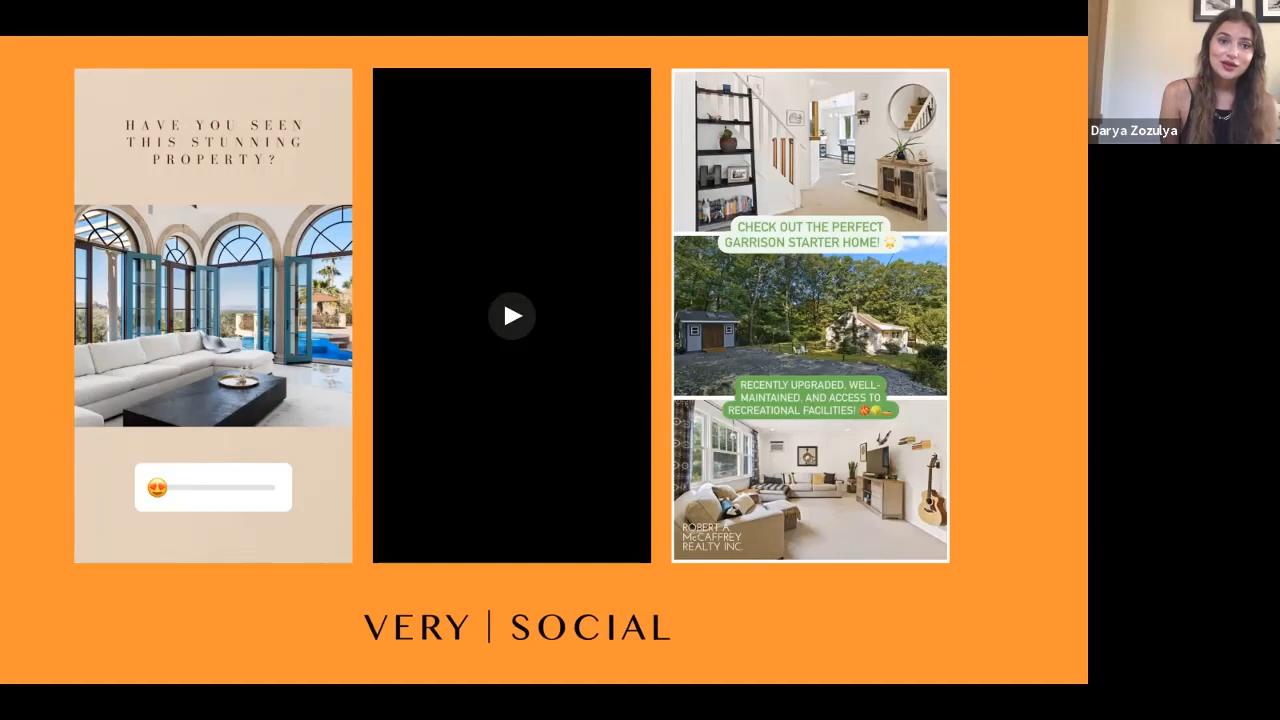 HAVE YOU SEEN
THIS STUNNING
PROPERTY?
CHECK OUT THE PERFECT
GARRISON STARTER HOME!
RECENTLY UPGRADED, WELL-
MAINTAINED, AND ACCESS TO
RECREATIONAL FACILITIES!
ROBERT A.
McCAFFREY
REALTY INC.
VERY | SOCIAL
Darya Zozulya